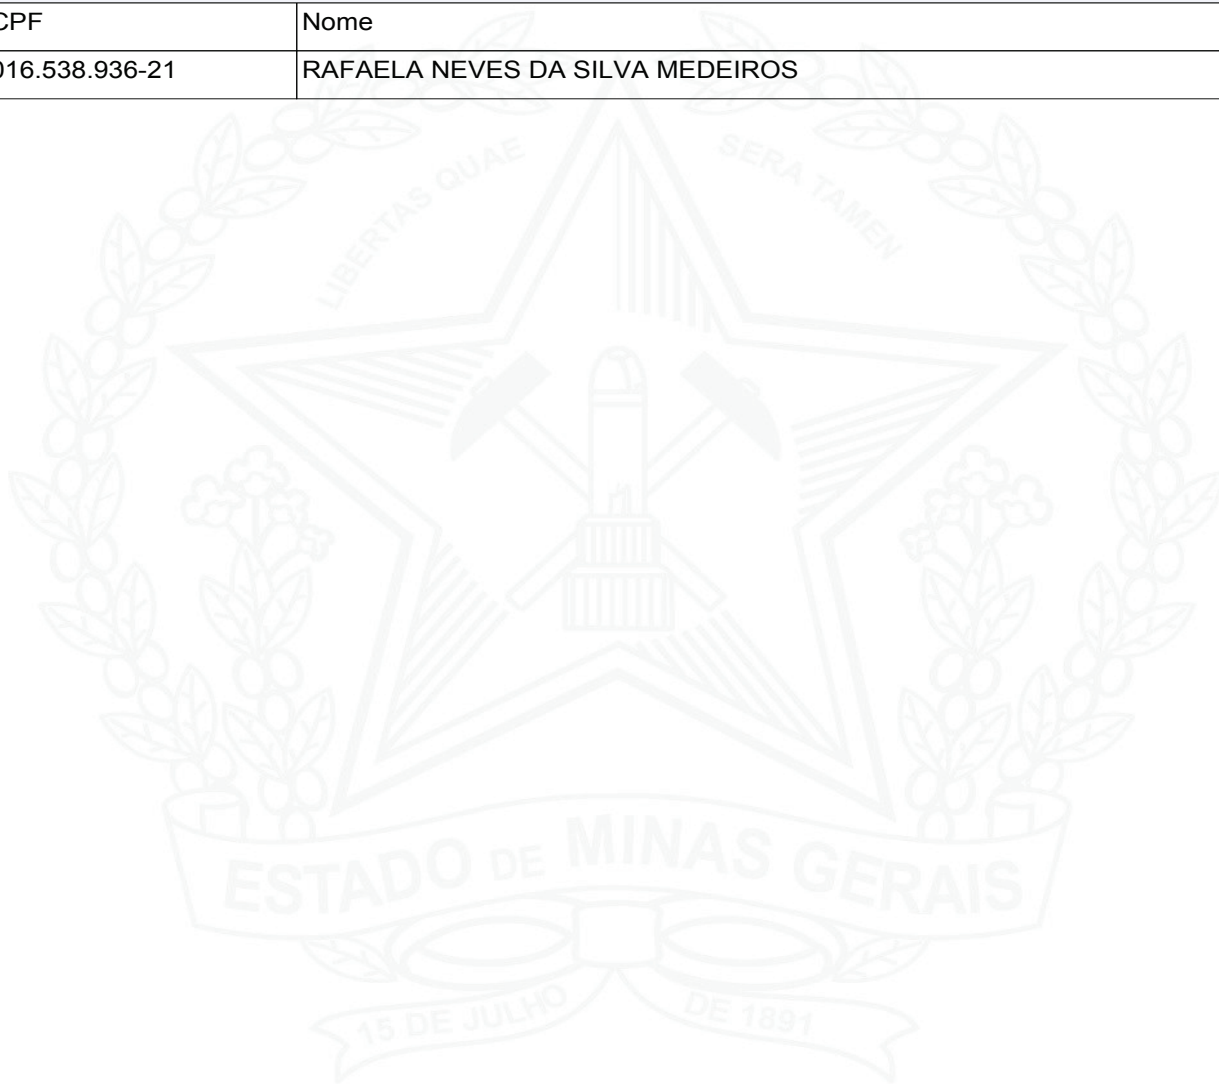 CPF Nome
016.538.936-21 RAFAELA NEVES DA SILVA MEDEIROS
LIBERTAS QUAE SERA TAMEN
ESTADO DE MINAS GERAIS
15 DE JULHO DE 1891